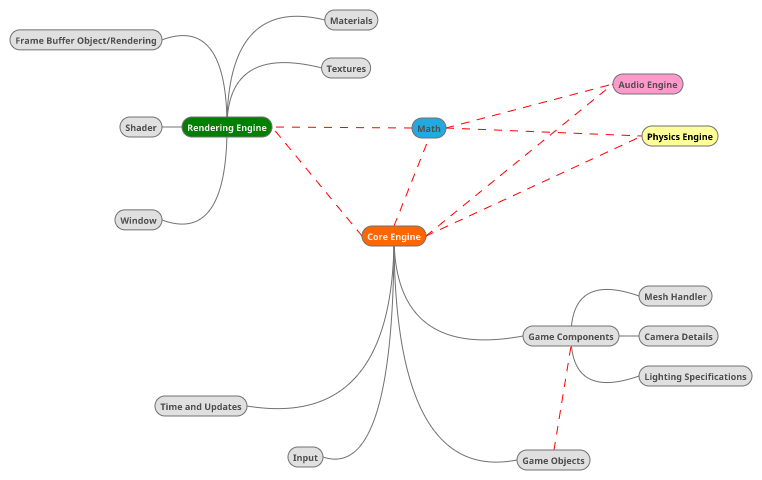 Materials
Frame Buffer Object/Rendering
Textures
Audio Engine
Shader
Rendering Engine
Math
Physics Engine
Window
Core Engine
Mesh Handler
Game Components
Camera Details
Lighting Specifications
Time and Updates
Input
Game Objects